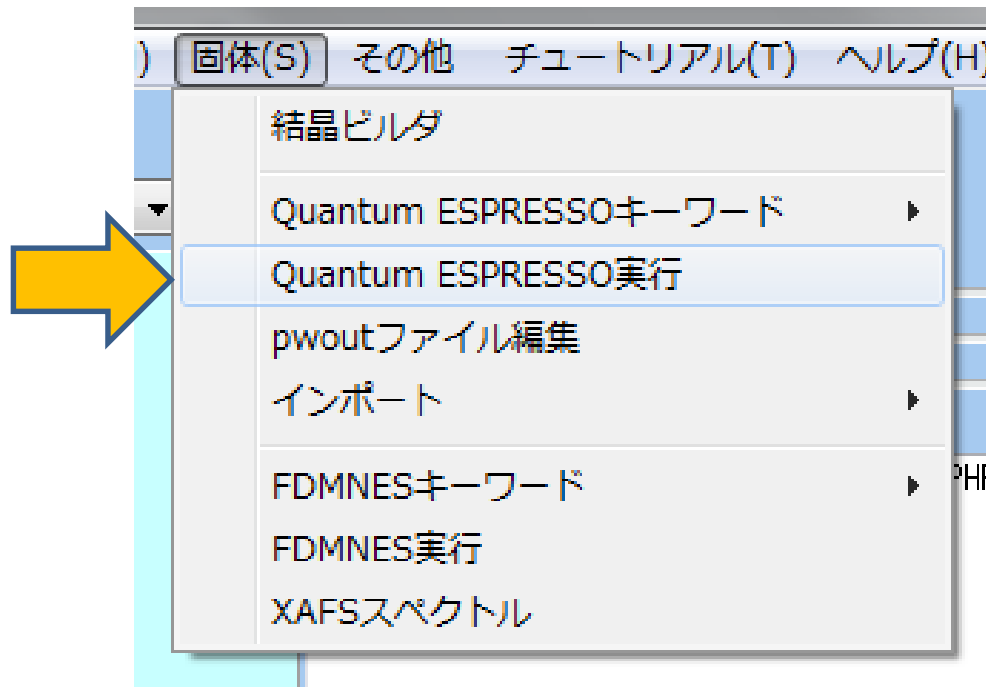 ) 固体(S) その他 チュートリアル(T) ヘルプ(H)
結晶ビルダ
Quantum ESPRESSOキーワード
Quantum ESPRESSO実行
pwoutファイル編集
インポート
FDMNESキーワード
FDMNES実行
XAFSスペクトル